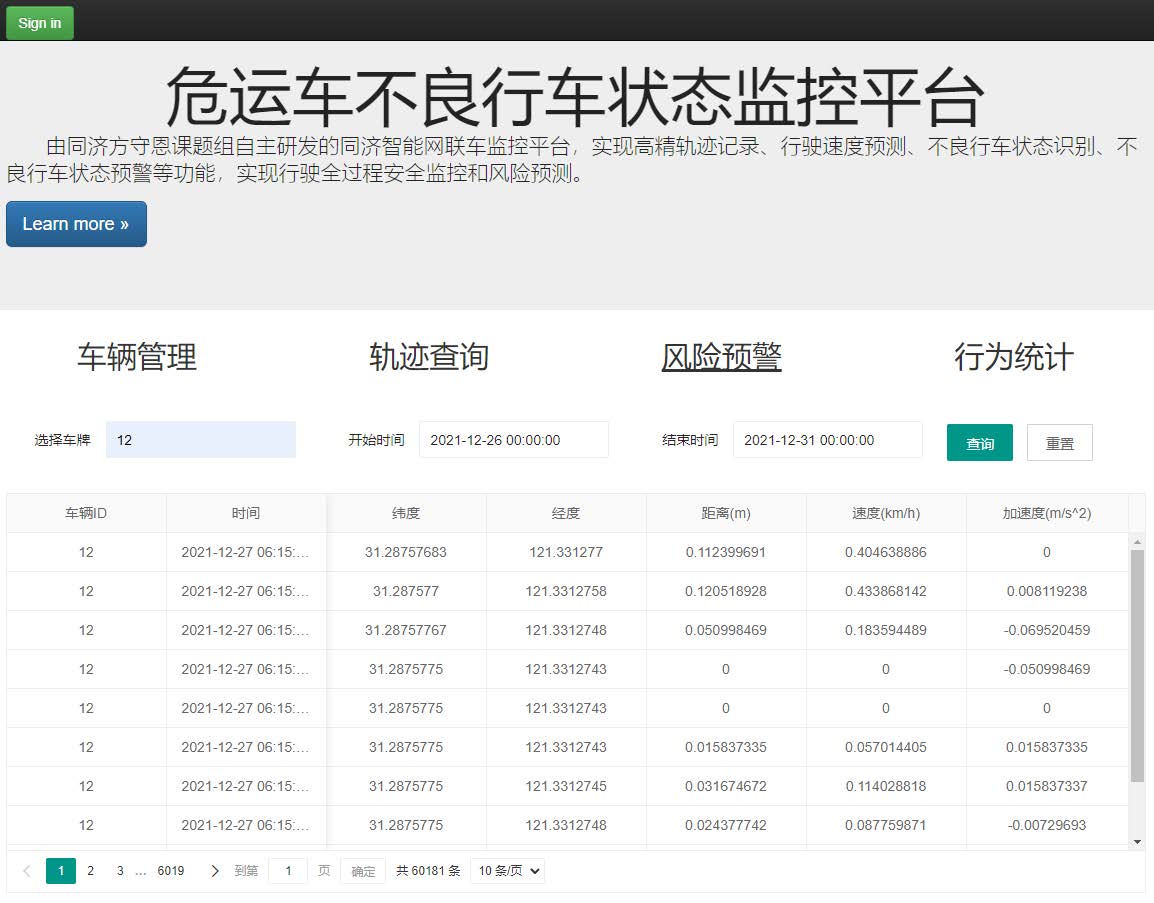 Sign in
危运车不良行车状态监控平台
由同济方守恩课题组自主研发的同济智能网联车监控平台，实现高精轨迹记录、行驶速度预测、不良行车状态识别、不
良行车状态预警等功能，实现行驶全过程安全监控和风险预测。
Learn more »
车辆管理 轨迹查询 风险预警 行为统计
选择车牌 12 开始时间 2021-12-26 00:00:00 结束时间 2021-12-31 00:00:00 查询 重置
车辆ID 时间 纬度 经度 距离(m) 速度(km/h) 加速度(m/s^2)
12 2021-12-27 06:15:... 31.28757683 121.331277 0.112399691 0.404638886 0
12 2021-12-27 06:15:... 31.287577 121.3312758 0.120518928 0.433868142 0.008119238
12 2021-12-27 06:15:... 31.28757767 121.3312748 0.050998469 0.183594489 -0.069520459
12 2021-12-27 06:15:... 31.2875775 121.3312743 0 0 -0.050998469
12 2021-12-27 06:15:... 31.2875775 121.3312743 0 0 0
12 2021-12-27 06:15:... 31.2875775 121.3312743 0.015837335 0.057014405 0.015837335
12 2021-12-27 06:15:... 31.2875775 121.3312745 0.031674672 0.114028818 0.015837337
12 2021-12-27 06:15:... 31.2875775 121.3312748 0.024377742 0.087759871 -0.00729693
1 2 3 ... 6019 到第 1 页 确定 共 60181 条 10 条/页